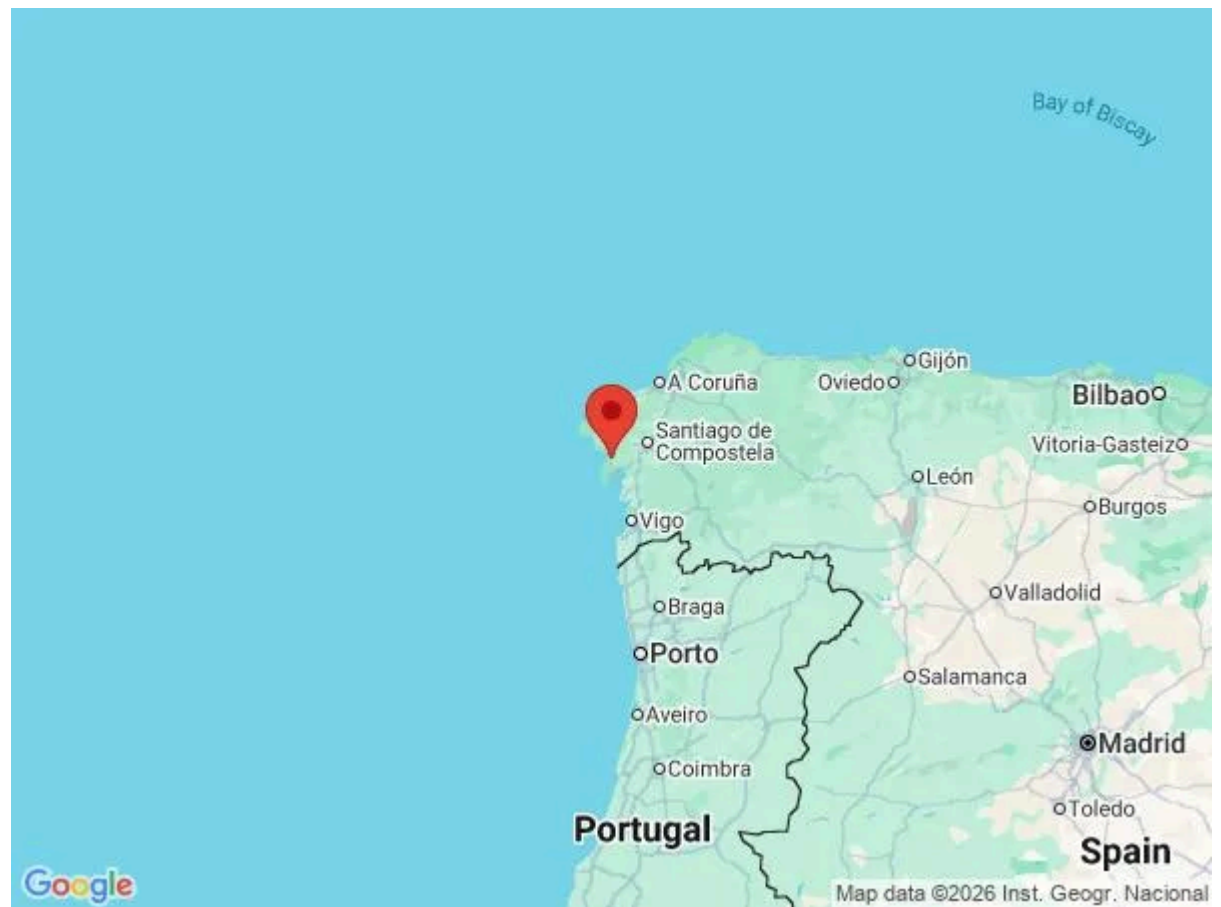 Bay of Biscay
Gijón
A Coruña
Oviedo
Bilbao
Santiago de
Compostela
Vitoria-Gasteiz
León
Burgos
Vigo
Valladolid
Braga
Porto
Salamanca
Aveiro
Madrid
Coimbra
Toledo
Portugal
Spain
Google
Map data ©2026 Inst. Geogr. Nacional